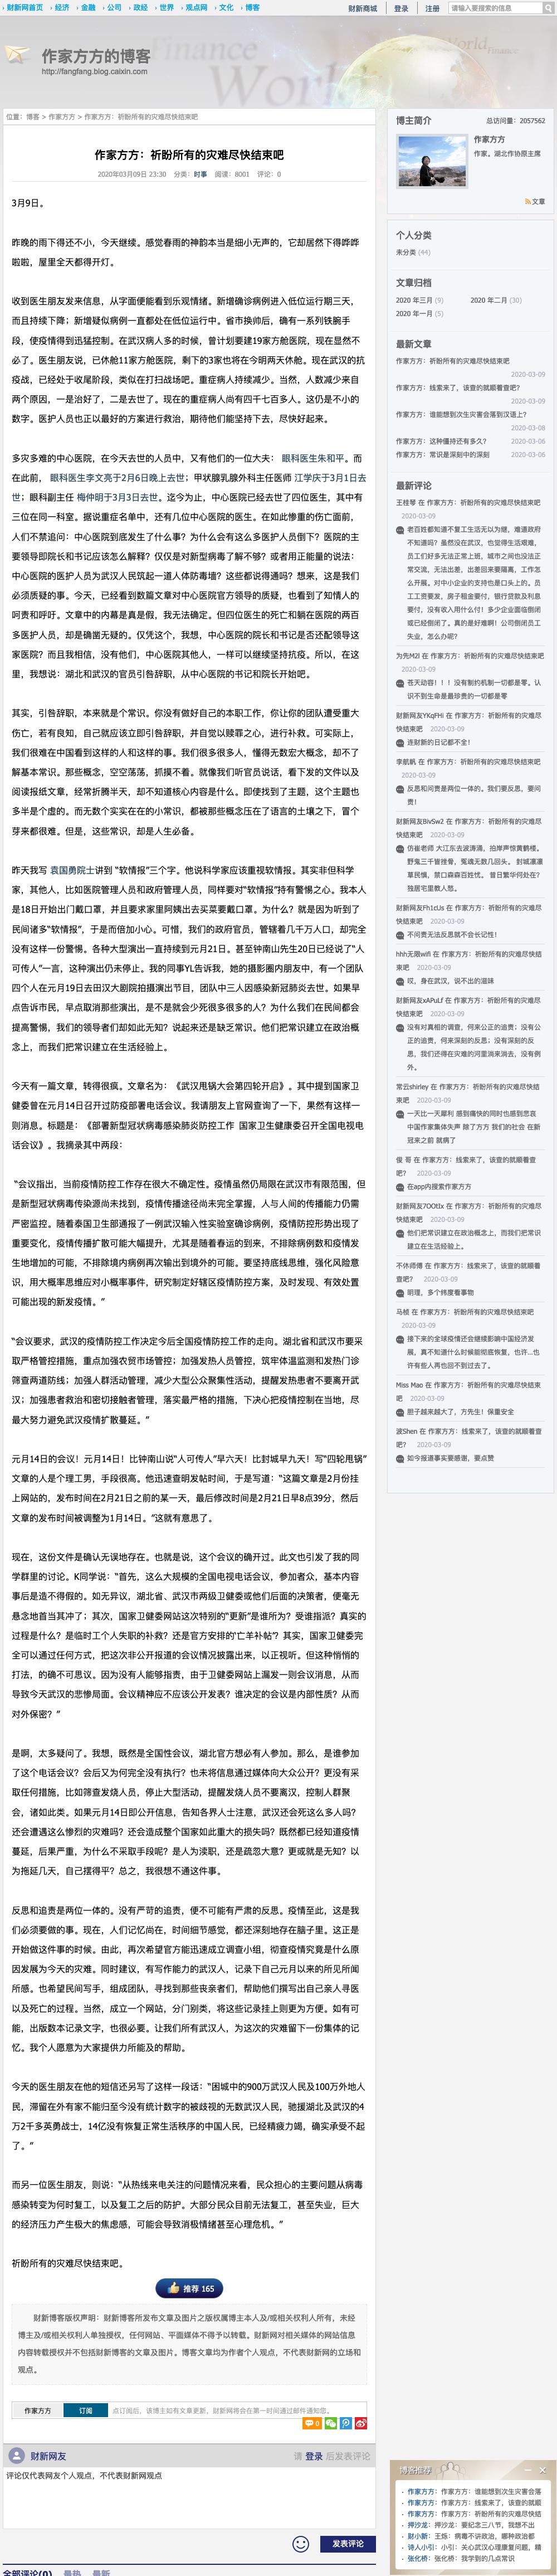 › 财新网首页 › 经济 › 金融 › 公司 › 政经 › 世界 › 观点网 › 文化 › 博客
财新商城 登录 注册 请输入要搜索的信息
作家方方的博客
http://fangfang.blog.caixin.com
位置：博客 > 作家方方 > 作家方方：祈盼所有的灾难尽快结束吧
作家方方：祈盼所有的灾难尽快结束吧
2020年03月09日 23:30 分类：时事 阅读：8001 评论：0
3月9日。
昨晚的雨下得还不小，今天继续。感觉春雨的神韵本当是细小无声的，它却居然下得哗哗
啦啦，屋里全天都得开灯。
收到医生朋友发来信息，从字面便能看到乐观情绪。新增确诊病例进入低位运行期三天，
而且持续下降；新增疑似病例一直都处在低位运行中。省市换帅后，确有一系列铁腕手
段，使疫情得到迅猛控制。在武汉病人多的时候，曾计划要建19家方舱医院，现在显然不
必了。医生朋友说，已休舱11家方舱医院，剩下的3家也将在今明两天休舱。现在武汉的抗
疫战，已经处于收尾阶段，类似在打扫战场吧。重症病人持续减少。当然，人数减少来自
两个原因，一是治好了，二是去世了。现在的重症病人尚有四千七百多人。这仍是不小的
数字。医护人员也正以最好的方案进行救治，期待他们能坚持下去，尽快好起来。
多灾多难的中心医院，在今天去世的人员中，又有他们的一位大夫： 眼科医生朱和平。而
在此前， 眼科医生李文亮于2月6日晚上去世；甲状腺乳腺外科主任医师 江学庆于3月1日去
世；眼科副主任 梅仲明于3月3日去世。迄今为止，中心医院已经去世了四位医生，其中有
三位在同一科室。据说重症名单中，还有几位中心医院的医生。在如此惨重的伤亡面前，
人们不禁追问：中心医院到底发生了什么事？为什么会有这么多医护人员倒下？医院的主
要领导即院长和书记应该怎么解释？仅仅是对新型病毒了解不够？或者用正能量的说法：
中心医院的医护人员为武汉人民筑起一道人体防毒墙？这些都说得通吗？想来，这是我们
必须质疑的事。今天，已经看到数篇文章对中心医院官方领导的质疑，也看到了知情人的
呵责和呼吁。文章中的内幕是真是假，我无法确定。但四位医生的死亡和躺在医院的两百
多医护人员，却是确凿无疑的。仅凭这个，我想，中心医院的院长和书记是否还配领导这
家医院？而且我相信，没有他们，中心医院其他人一样可以继续坚持抗疫。所以，在这
里，我想说：湖北和武汉的官员引咎辞职，从中心医院的书记和院长开始吧。
其实，引咎辞职，本来就是个常识。你没有做好自己的本职工作，你让你的团队遭受重大
伤亡，若有良知，自己就应该立即引咎辞职，并自觉以赎罪之心，进行补救。可实际上，
我们很难在中国看到这样的人和这样的事。我们很多很多人，懂得无数宏大概念，却不了
解基本常识。那些概念，空空荡荡，抓摸不着。就像我们听官员说话，看下发的文件以及
阅读报纸文章，经常折腾半天，却不知道核心内容是什么。即使找到了主题，这个主题也
多半是个虚的。而无数个实实在在的小常识，都被那些概念压在了语言的土壤之下，冒个
芽来都很难。但是，这些常识，却是人生必备。
昨天我写 袁国勇院士讲到 “软情报”三个字。他说科学家应该重视软情报。其实非但科学
家，其他人，比如医院管理人员和政府管理人员，同样要对“软情报”持有警惕之心。我本人
是18日开始出门戴口罩，并且要求家里阿姨出去买菜要戴口罩。为什么？就是因为听到了
民间诸多“软情报”，于是而倍加小心。可惜，我们的政府官员，管辖着几千万人口，却完全
没有这样一份警惕。各种大型演出一直持续到元月21日。甚至钟南山先生20日已经说了“人
可传人”一言，这种演出仍未停止。我的同事YL告诉我，她的摄影圈内朋友中，有一个团队
四个人在元月19日去田汉大剧院拍摄演出节目，团队中三人因感染新冠肺炎去世。如果早
点告诉市民，早点取消那些演出，是不是就会少死很多很多的人？为什么我们在民间都会
提高警惕，我们的领导者们却如此无知？说起来还是缺乏常识。他们把常识建立在政治概
念上，而我们把常识建立在生活经验上。
今天有一篇文章，转得很疯。文章名为：《武汉甩锅大会第四轮开启》。其中提到国家卫
健委曾在元月14日召开过防疫部署电话会议。我请朋友上官网查询了一下，果然有这样一
则消息。标题是：《部署新型冠状病毒感染肺炎防控工作 国家卫生健康委召开全国电视电
话会议》。我摘录其中两段：
“会议指出，当前疫情防控工作存在很大不确定性。疫情虽然仍局限在武汉市有限范围，但
是新型冠状病毒传染源尚未找到，疫情传播途径尚未完全掌握，人与人间的传播能力仍需
严密监控。随着泰国卫生部通报了一例武汉输入性实验室确诊病例，疫情防控形势出现了
重要变化，疫情传播扩散可能大幅提升，尤其是随着春运的到来，不排除病例数和疫情发
生地增加的可能，不排除境内病例再次输出到境外的可能。要坚持底线思维，强化风险意
识，用大概率思维应对小概率事件，研究制定好辖区疫情防控方案，及时发现、有效处置
可能出现的新发疫情。”
“会议要求，武汉的疫情防控工作决定今后全国疫情防控工作的走向。湖北省和武汉市要采
取严格管控措施，重点加强农贸市场管控；加强发热人员管控，筑牢体温监测和发热门诊
筛查两道防线；加强人群活动管理，减少大型公众聚集性活动，提醒发热患者不要离开武
汉；加强患者救治和密切接触者管理，落实最严格的措施，下决心把疫情控制在当地，尽
最大努力避免武汉疫情扩散蔓延。”
元月14日的会议！元月14日！比钟南山说“人可传人”早六天！比封城早九天！写“四轮甩锅”
文章的人是个理工男，手段很高。他迅速查明发帖时间，于是写道：“这篇文章是2月份挂
上网站的，发布时间在2月21日之前的某一天，最后修改时间是2月21日早8点39分，然后
文章的发布时间被调整为1月14日。”这就有意思了。
现在，这份文件是确认无误地存在。也就是说，这个会议的确开过。此文也引发了我的同
学群里的讨论。K同学说：“首先，这么大规模的全国电视电话会议，参加者众，基本内容
事后是造不得假的。如无异议，湖北省、武汉市两级卫健委或他们后面的决策者，便毫无
悬念地首当其冲了；其次，国家卫健委网站这次特别的“更新”是谁所为？受谁指派？真实的
过程是什么？是临时工个人失职的补救？还是官方安排的‘亡羊补帖’？其实，国家卫健委完
全可以通过任何方式，把这次非公开报道的会议情况披露出来，以正视听。但这种悄悄的
打法，的确不可思议。因为没有人能够指责，由于卫健委网站上漏发一则会议消息，从而
导致今天武汉的悲惨局面。会议精神应不应该公开发表？谁决定的会议是内部性质？从而
对外保密？”
是啊，太多疑问了。我想，既然是全国性会议，湖北官方想必有人参加。那么，是谁参加
了这个电话会议？会后又为何完全没有执行？也未将信息通过媒体向大众公开？更没有采
取任何措施，比如筛查发烧人员，停止大型活动，提醒发烧人员不要离汉，控制人群聚
会，诸如此类。如果元月14日即公开信息，告知各界人士注意，武汉还会死这么多人吗？
还会遭遇这么惨烈的灾难吗？还会造成整个国家如此重大的损失吗？既然都已经知道疫情
蔓延，后果严重，为什么不采取手段呢？是人为渎职，还是疏忽大意？更或就是无知？以
为拖延几天，自己摆得平？总之，我很想不通这件事。
反思和追责是两位一体的。没有严苛的追责，便不可能有严肃的反思。疫情至此，这是我
们必须要做的事。现在，人们记忆尚在，时间细节感觉，都还深刻地存在脑子里。这正是
开始做这件事的时候。由此，再次希望官方能迅速成立调查小组，彻查疫情究竟是什么原
因发展为今天的灾难。同时建议，有写作能力的武汉人，记录下自己元月以来的所见所闻
所感。也希望民间写手，组成团队，寻找到那些丧亲者们，帮助他们撰写出自己亲人寻医
以及死亡的过程。当然，成立一个网站，分门别类，将这些记录挂上则更为方便。如有可
能，出版数本记录文字，也很必要。让我们所有武汉人，为这次的灾难留下一份集体的记
忆。我个人愿意为大家提供力所能及的帮助。
今天的医生朋友在他的短信还另写了这样一段话：“困城中的900万武汉人民及100万外地人
民，滞留在外有家不能归至今没有统计数字的被歧视的无数武汉人民，驰援湖北及武汉的4
万2千多英勇战士，14亿没有恢复正常生活秩序的中国人民，已经精疲力竭，确实承受不起
了。”
而另一位医生朋友，则说：“从热线来电关注的问题情况来看，民众担心的主要问题从病毒
感染转变为何时复工，以及复工之后的防护。大部分民众目前无法复工，甚至失业，巨大
的经济压力产生极大的焦虑感，可能会导致消极情绪甚至心理危机。”
祈盼所有的灾难尽快结束吧。
推荐 165
财新博客版权声明：财新博客所发布文章及图片之版权属博主本人及/或相关权利人所有，未经
博主及/或相关权利人单独授权，任何网站、平面媒体不得予以转载。财新网对相关媒体的网站信息
内容转载授权并不包括财新博客的文章及图片。博客文章均为作者个人观点，不代表财新网的立场和
观点。
作家方方 订阅 点订阅后，该博主如有文章更新，财新网将会在第一时间通过邮件通知您。
0
财新网友 请 登录 后发表评论
评论仅代表网友个人观点，不代表财新网观点
发表评论
全部评论(0) 最热 最新
博主简介 总访问量：2057562
作家方方
作家。湖北作协原主席
文章
个人分类
未分类 (44)
文章归档
2020 年三月 (9) 2020 年二月 (30)
2020 年一月 (5)
最新文章
作家方方：祈盼所有的灾难尽快结束吧
2020-03-09
作家方方：线索来了，该查的就顺着查吧？
2020-03-09
作家方方：谁能想到次生灾害会落到汉语上？
2020-03-08
作家方方：这种僵持还有多久？ 2020-03-06
作家方方：常识是深刻中的深刻 2020-03-06
最新评论
王桂琴 在 作家方方：祈盼所有的灾难尽快结束吧
2020-03-09
老百姓都知道不复工生活无以为继，难道政府
不知道吗？虽然没在武汉，也觉得生活艰难，
员工们好多无法正常上班，城市之间也没法正
常交流，无法出差，出差回来要隔离，工作怎
么开展。对中小企业的支持也是口头上的。员
工工资要发，房子租金要付，银行贷款及利息
要付，没有收入用什么付！多少企业面临倒闭
或已经倒闭了。真的是好难啊！公司倒闭员工
失业，怎么办呢？
为先M2l 在 作家方方：祈盼所有的灾难尽快结束吧
2020-03-09
苍天动容！！！没有制约机制一切都是零。认
识不到生命是最珍贵的一切都是零
财新网友YKqFHi 在 作家方方：祈盼所有的灾难尽
快结束吧 2020-03-09
连财新的日记都不全！
李航帆 在 作家方方：祈盼所有的灾难尽快结束吧
2020-03-09
反思和问责是两位一体的。我们要反思，要问
责！
财新网友8ivSw2 在 作家方方：祈盼所有的灾难尽
快结束吧 2020-03-09
仿崔老师 大江东去波涛涌，拍岸声惊黄鹤楼。
野鬼三千冒挫骨，冤魂无数几回头。 封城凛凛
草民惧，禁口森森百姓忧。 昔日繁华何处在？
独居宅里数人愁。
财新网友Fh1cUs 在 作家方方：祈盼所有的灾难尽
快结束吧 2020-03-09
不问责无法反思就不会长记性！
hhh无限wifi 在 作家方方：祈盼所有的灾难尽快结
束吧 2020-03-09
哎，身在武汉，说不出的滋味
财新网友xAPuLf 在 作家方方：祈盼所有的灾难尽
快结束吧 2020-03-09
没有对真相的调查，何来公正的追责；没有公
正的追责，何来深刻的反思；没有深刻的反
思，我们还得在灾难的河里淌来淌去，没有例
外。
常云shirley 在 作家方方：祈盼所有的灾难尽快结
束吧 2020-03-09
一天比一天犀利 感到痛快的同时也感到悲哀
中国作家集体失声 除了方方 我们的社会 在新
冠来之前 就病了
俊 哥 在 作家方方：线索来了，该查的就顺着查
吧？ 2020-03-09
在app内搜索作家方方
财新网友7OOtIx 在 作家方方：祈盼所有的灾难尽
快结束吧 2020-03-09
他们把常识建立在政治概念上，而我们把常识
建立在生活经验上。
不休师傅 在 作家方方：线索来了，该查的就顺着
查吧？ 2020-03-09
明理，多个纬度看事物
马桢 在 作家方方：祈盼所有的灾难尽快结束吧
2020-03-09
接下来的全球疫情还会继续影响中国经济发
展，真不知道什么时候能彻底恢复，也许…也
许有些人再也回不到过去了。
Miss Mao 在 作家方方：祈盼所有的灾难尽快结束
吧 2020-03-09
胆子越来越大了，方先生！保重安全
波Shen 在 作家方方：线索来了，该查的就顺着查
吧？ 2020-03-09
如今报道事实要感谢，要点赞
博客推荐
· 作家方方：作家方方：谁能想到次生灾害会落
· 作家方方：作家方方：线索来了，该查的就顺
· 作家方方：作家方方：祈盼所有的灾难尽快结
· 押沙龙：押沙龙：要纪念三八节，我想不出
· 财小新：王烁：病毒不讲政治，哪种政治都
· 诗人小引：小引：关心武汉心理康复问题，精
· 张化桥：张化桥：我学到的几点常识